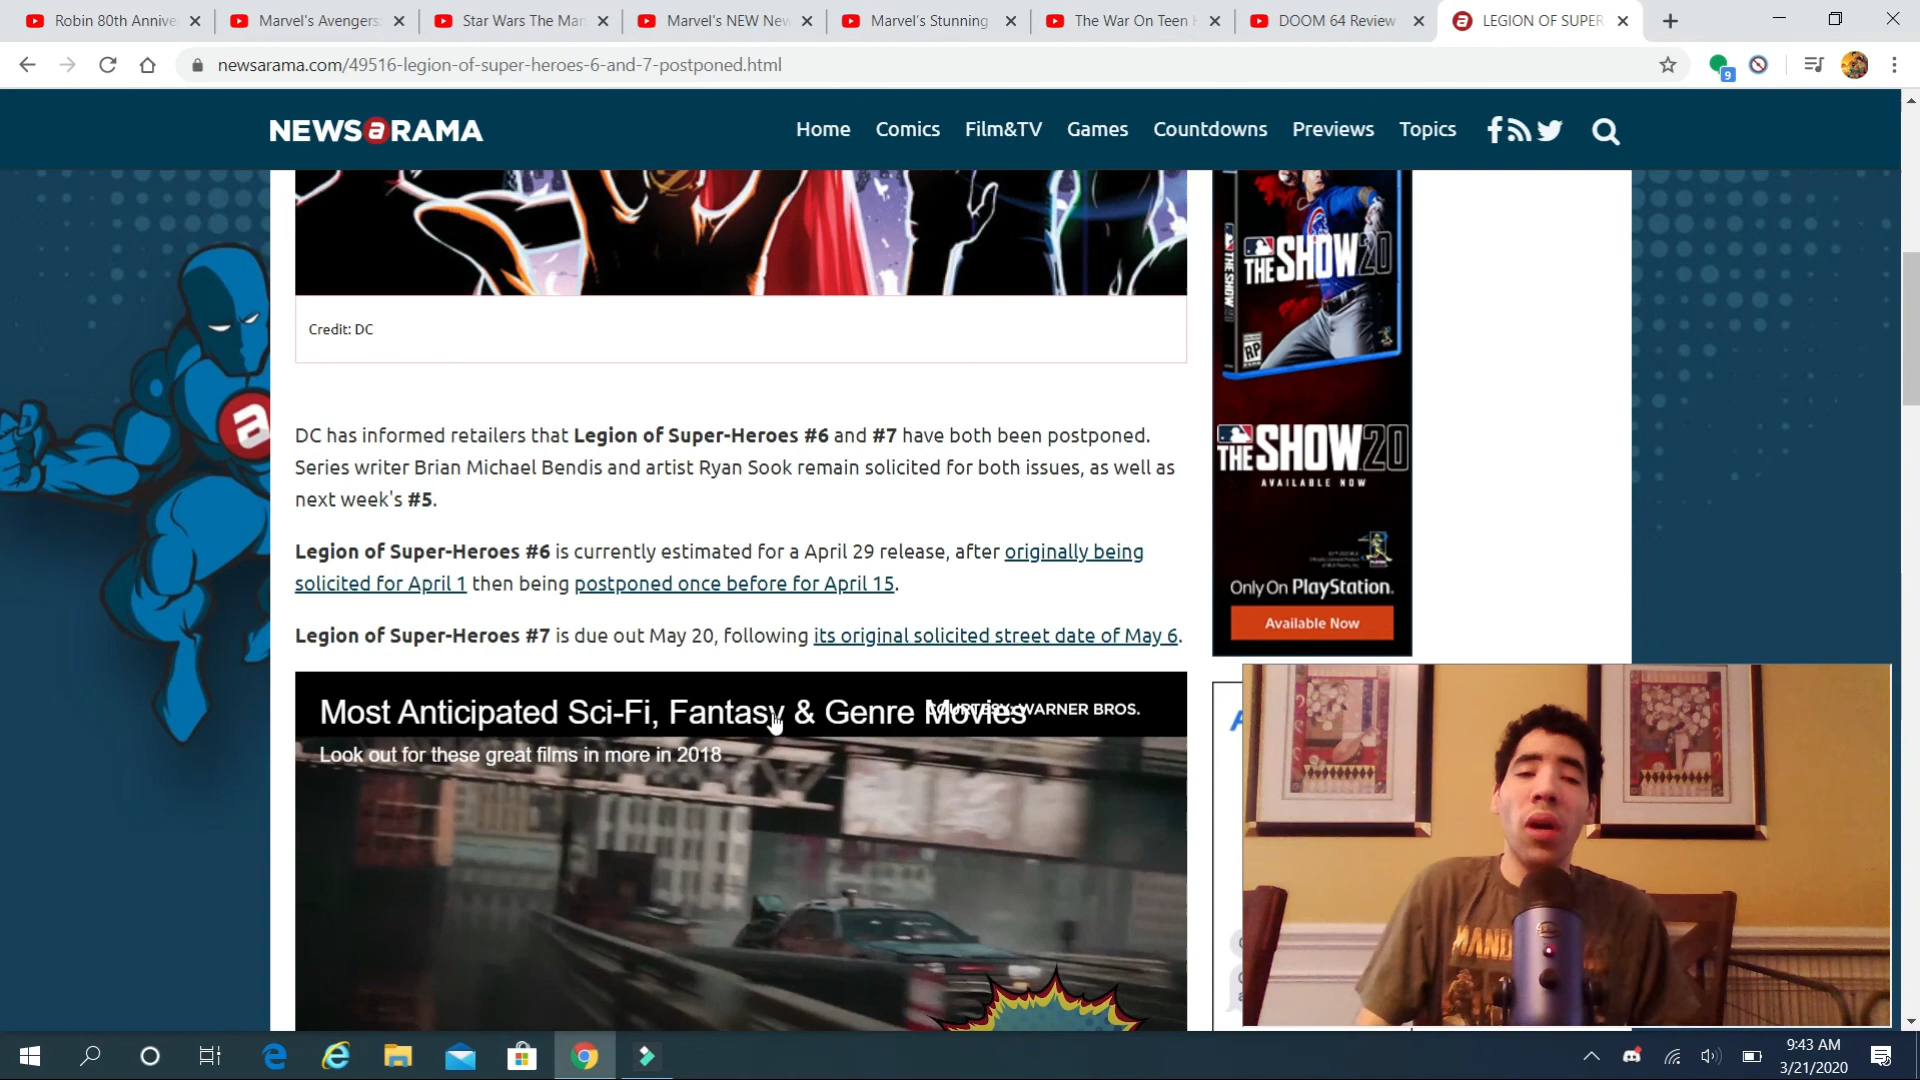 Robin 80th Annive
Marvel's Avengers:
Star Wars The Man
Marvel's NEW New
Marvel's Stunning
The War On Teen H
DOOM 64 Review
LEGION OF SUPER
newsarama.com/49516-legion-of-super-heroes-6-and-7-postponed.html
9
NEWSaRAMA
Home Comics Film&TV Games Countdowns Previews Topics
a
Credit: DC
DC has informed retailers that Legion of Super-Heroes #6 and #7 have both been postponed.
Series writer Brian Michael Bendis and artist Ryan Sook remain solicited for both issues, as well as
next week's #5.
Legion of Super-Heroes #6 is currently estimated for a April 29 release, after originally being
solicited for April 1 then being postponed once before for April 15.
Legion of Super-Heroes #7 is due out May 20, following its original solicited street date of May 6.
Most Anticipated Sci-Fi, Fantasy & Genre Movies
COURTESY: WARNER BROS.
Look out for these great films in more in 2018
THE SHOW 20
RP
THE SHOW 20
AVAILABLE NOW
Only On PlayStation.
Available Now
MAND
9:43 AM
3/21/2020